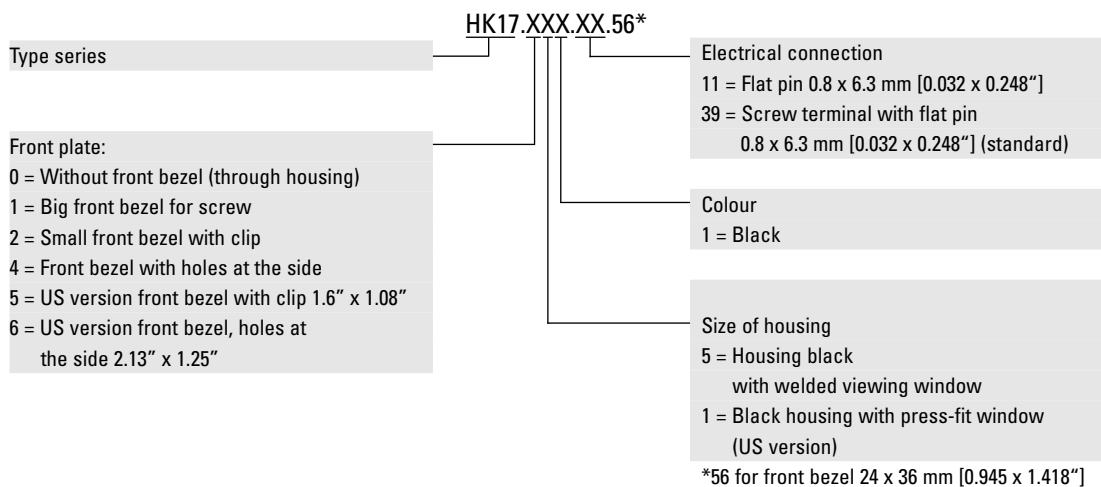 HK17.XXX.XX.56*
Type series
Front plate:
0 = Without front bezel (through housing)
1 = Big front bezel for screw
2 = Small front bezel with clip
4 = Front bezel with holes at the side
5 = US version front bezel with clip 1.6” x 1.08”
6 = US version front bezel, holes at
the side 2.13” x 1.25”
Electrical connection
11 = Flat pin 0.8 x 6.3 mm [0.032 x 0.248“]
39 = Screw terminal with flat pin
0.8 x 6.3 mm [0.032 x 0.248“] (standard)
Colour
1 = Black
Size of housing
5 = Housing black
with welded viewing window
1 = Black housing with press-fit window
(US version)
*56 for front bezel 24 x 36 mm [0.945 x 1.418“]